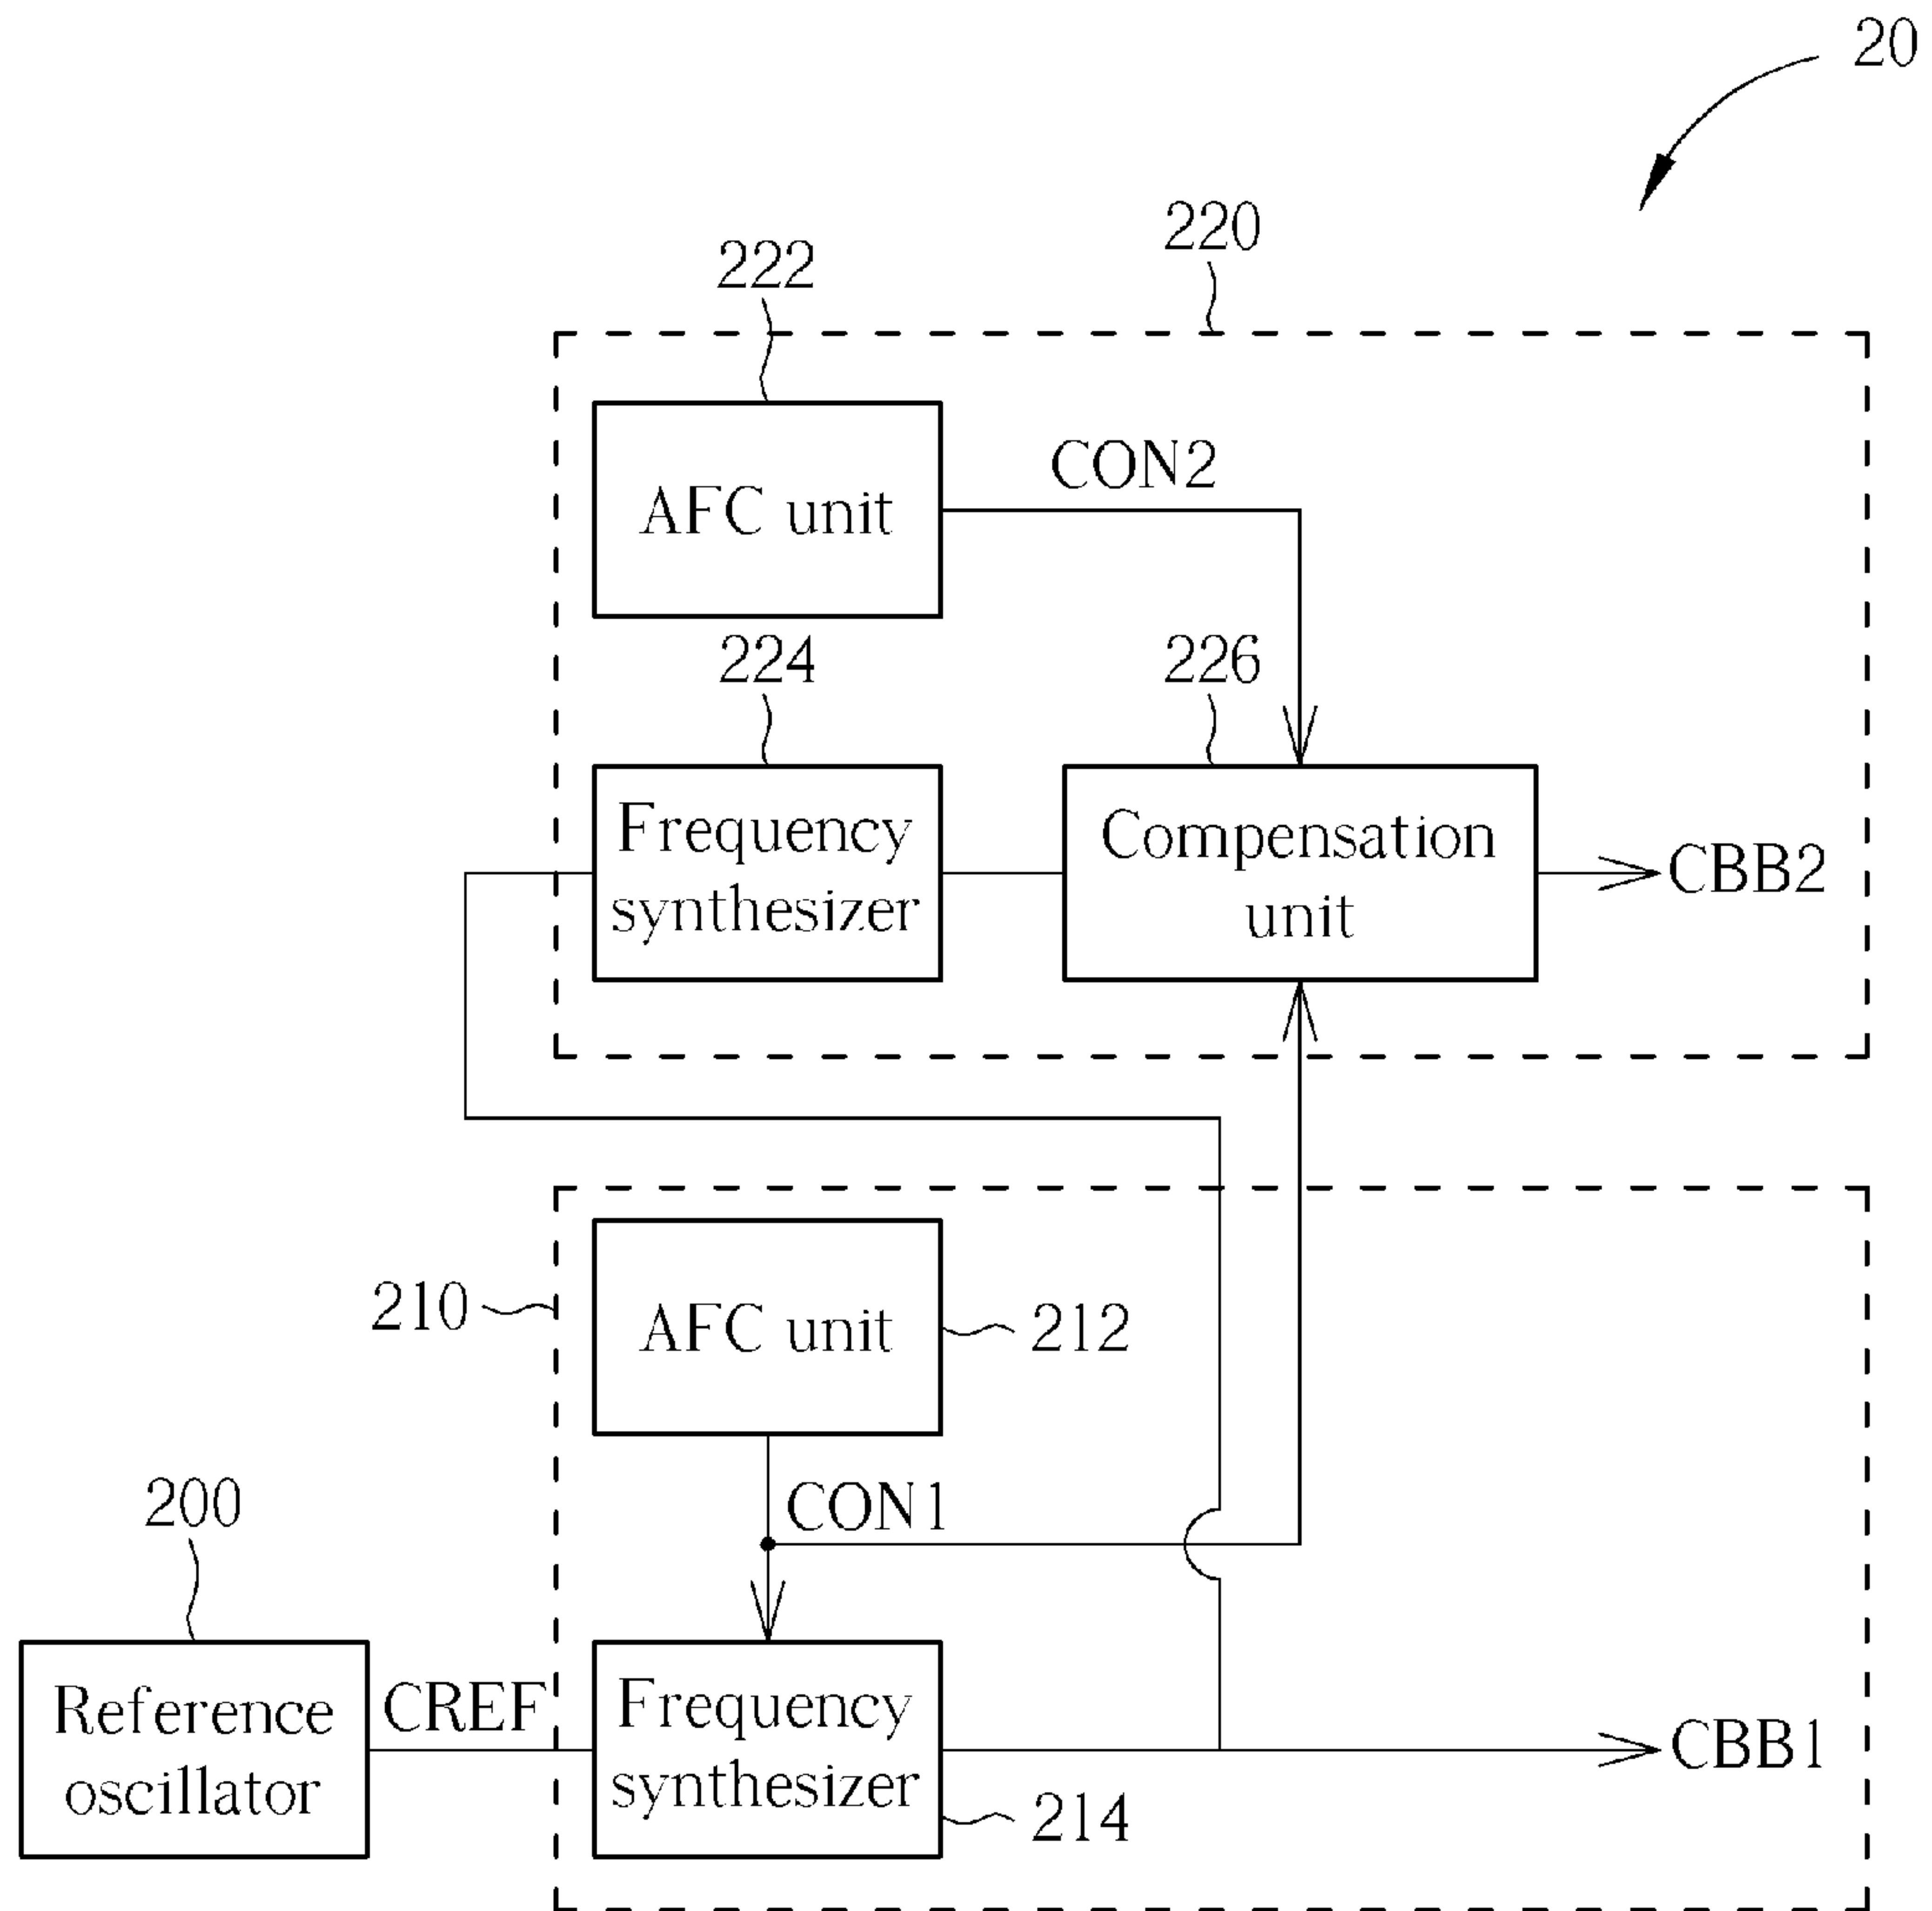 20
220
222
CON2
AFC unit
224
226
Frequency
synthesizer
Compensation
unit
CBB2
210
AFC unit
212
200
CON1
Reference
oscillator
CREF
Frequency
synthesizer
CBB1
214